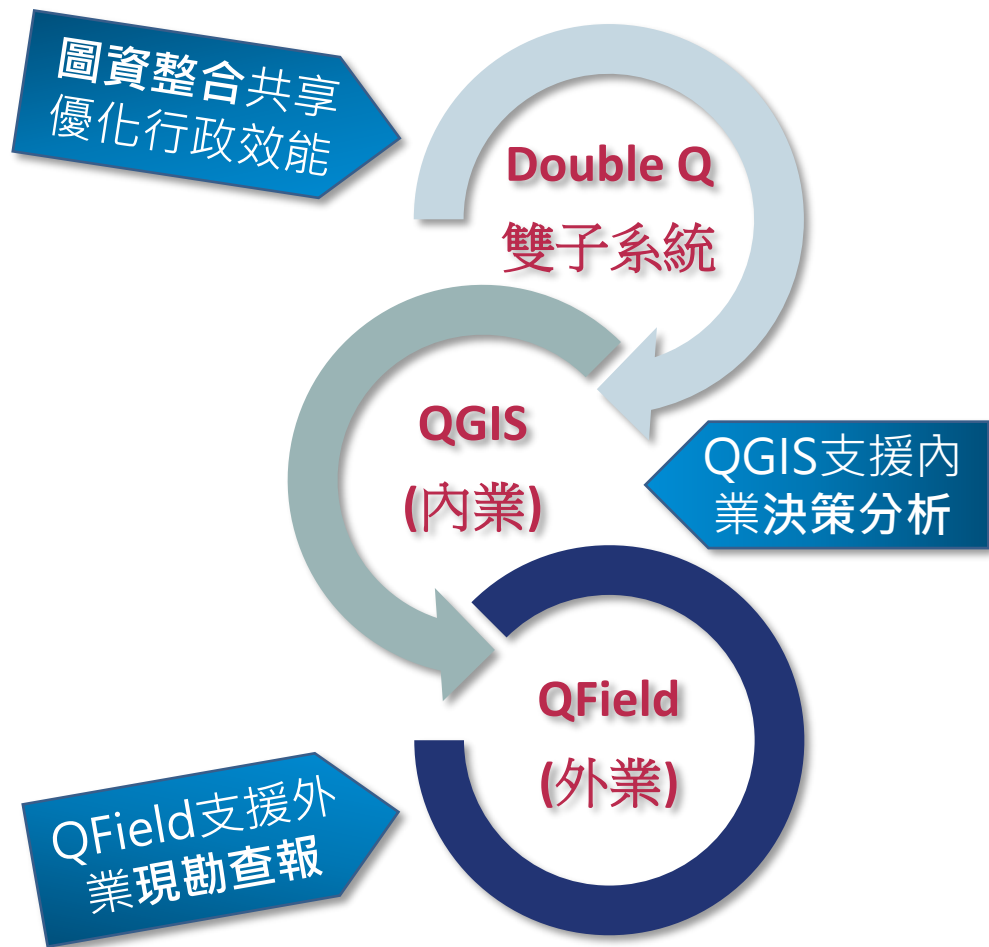 圖資整合共享
優化行政效能
Double Q
雙子系統
QGIS
(內業)
QGIS支援內
業決策分析
QField
(外業)
QField支援外
業現勘查報